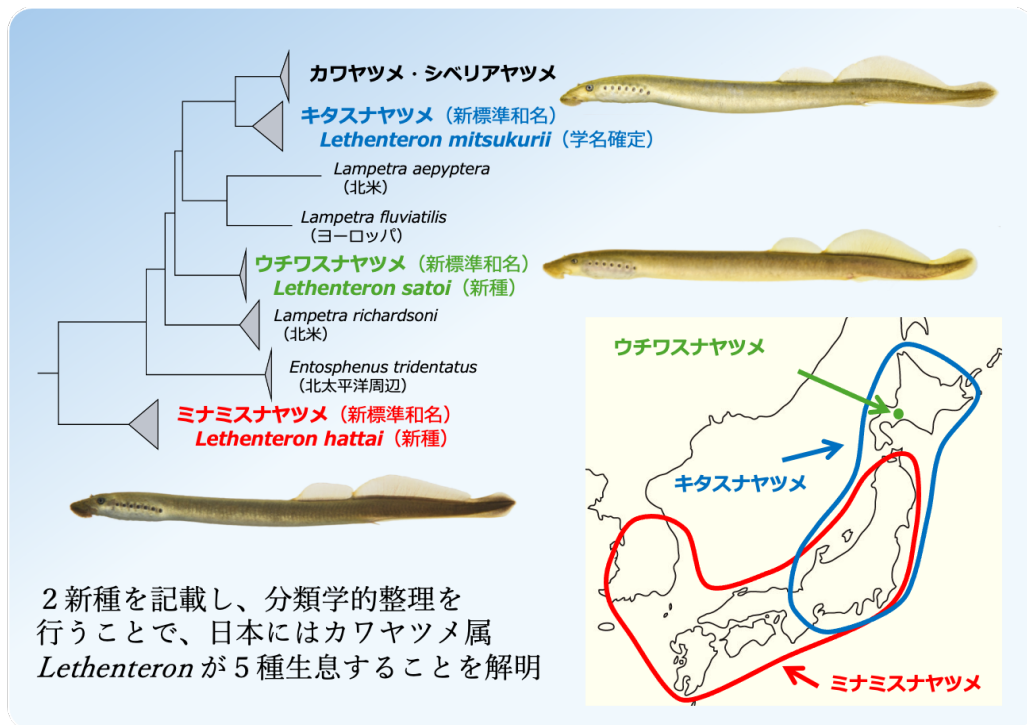 カワヤツメ・シベリアヤツメ
キタスナヤツメ（新標準和名）
Lethenteron mitsukurii（学名確定）
Lampetra aepyptera
（北米）
Lampetra fluviatilis
（ヨーロッパ）
ウチワスナヤツメ（新標準和名）
Lethenteron satoi（新種）
Lampetra richardsoni
（北米）
Entosphenus tridentatus
（北太平洋周辺）
ミナミスナヤツメ（新標準和名）
Lethenteron hattai（新種）
ウチワスナヤツメ
キタスナヤツメ
ミナミスナヤツメ
２新種を記載し、分類学的整理を
行うことで、日本にはカワヤツメ属
Lethenteron が５種生息することを解明